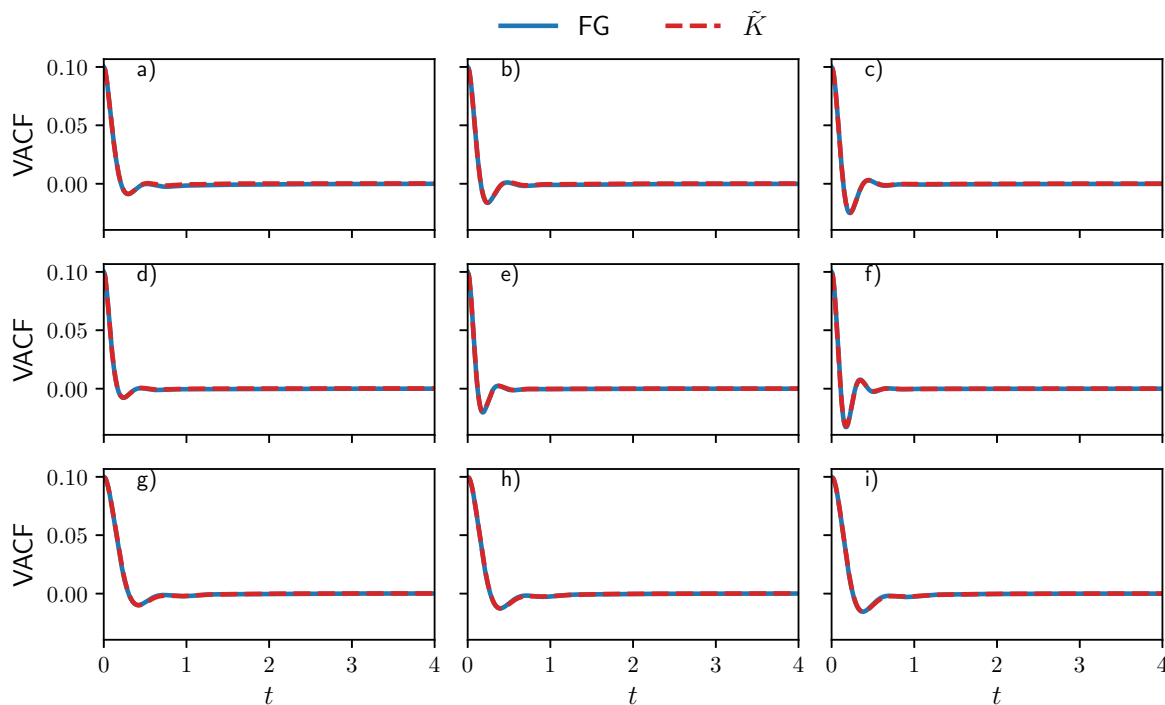 FG K̃
a) b) c)
VACF 0.10 0.05 0.00
d) e) f)
VACF 0.10 0.05 0.00
g) h) i)
VACF 0.10 0.05 0.00
0 1 2 3 4 0 1 2 3 4 0 1 2 3 4
t t t